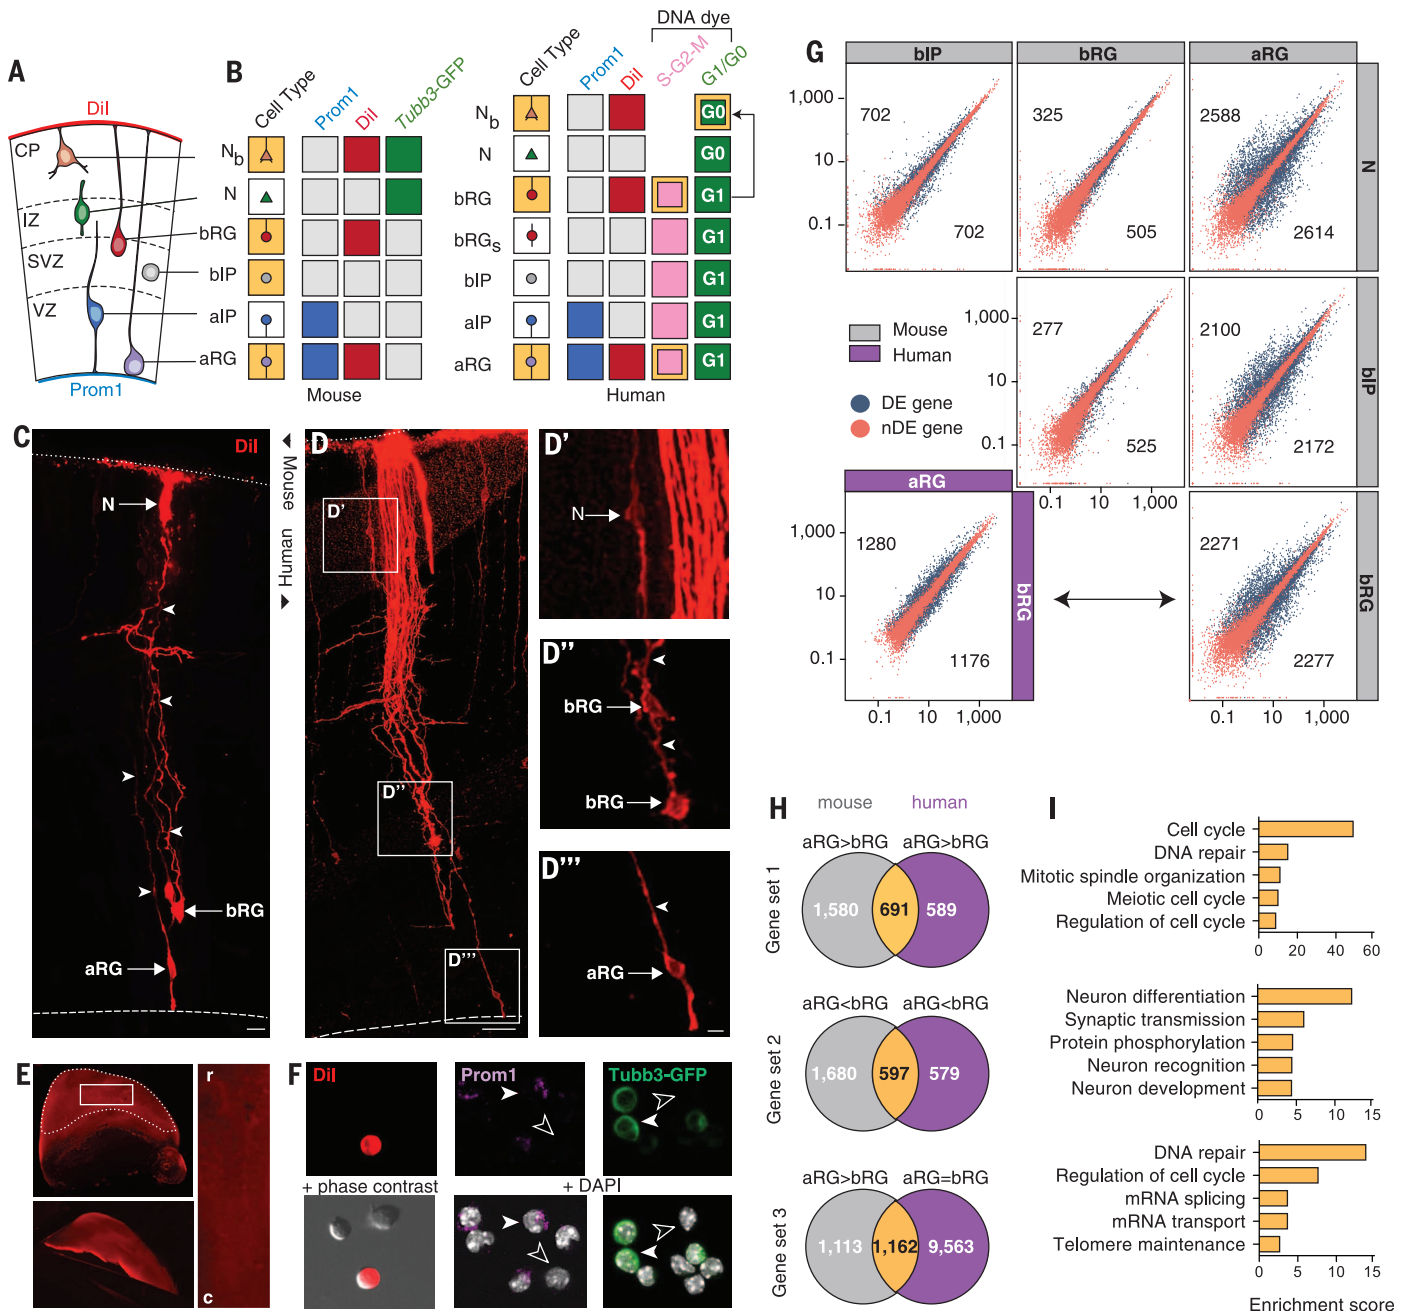 A
DiI
CP
IZ
SVZ
VZ
Prom1
B
Cell Type
Prom1
DiI
Tubb3-GFP
Nb
N
bRG
bIP
aIP
aRG
Mouse
DNA dye
Cell Type
Prom1
DiI
S-G2-M
G1/G0
Nb
G0
N
G0
bRG
G1
bRGs
G1
bIP
G1
aIP
G1
aRG
G1
Human
C
DiI
N
bRG
aRG
Mouse
Human
D
D'
D''
D'''
D'
N
D''
bRG
bRG
D'''
aRG
E
r
c
F
DiI
Prom1
Tubb3-GFP
+ phase contrast
+ DAPI
G
bIP
bRG
aRG
N
1,000
10
0.1
702
702
325
505
2588
2614
bIP
1,000
10
0.1
277
525
2100
2172
0.1
10
1,000
Mouse
Human
DE gene
nDE gene
aRG
bRG
1,000
10
0.1
1280
1176
0.1
10
1,000
bRG
2271
2277
0.1
10
1,000
H
mouse
human
Gene set 1
aRG>bRG
aRG>bRG
1,580
691
589
Gene set 2
aRG<bRG
aRG<bRG
1,680
597
579
Gene set 3
aRG>bRG
aRG=bRG
1,113
1,162
9,563
I
Cell cycle
DNA repair
Mitotic spindle organization
Meiotic cell cycle
Regulation of cell cycle
0
20
40
60
Neuron differentiation
Synaptic transmission
Protein phosphorylation
Neuron recognition
Neuron development
0
5
10
15
DNA repair
Regulation of cell cycle
mRNA splicing
mRNA transport
Telomere maintenance
0
5
10
15
Enrichment score